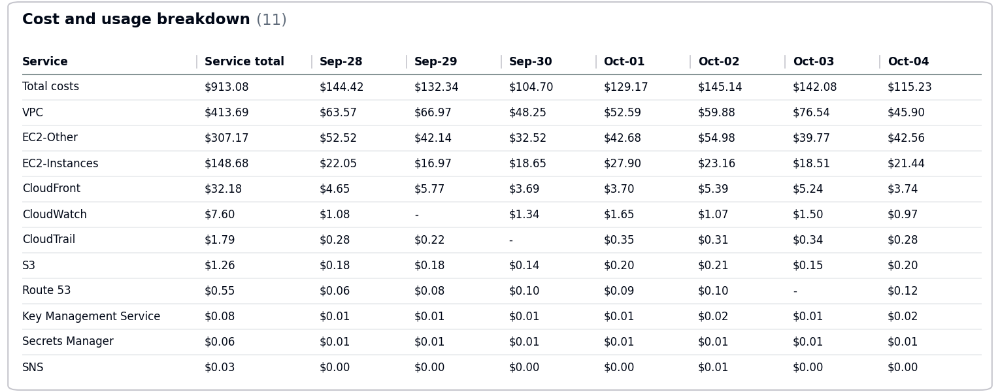 Cost and usage breakdown (11)
Service Service total Sep-28 Sep-29 Sep-30 Oct-01 Oct-02 Oct-03 Oct-04
Total costs $913.08 $144.42 $132.34 $104.70 $129.17 $145.14 $142.08 $115.23
VPC $413.69 $63.57 $66.97 $48.25 $52.59 $59.88 $76.54 $45.90
EC2-Other $307.17 $52.52 $42.14 $32.52 $42.68 $54.98 $39.77 $42.56
EC2-Instances $148.68 $22.05 $16.97 $18.65 $27.90 $23.16 $18.51 $21.44
CloudFront $32.18 $4.65 $5.77 $3.69 $3.70 $5.39 $5.24 $3.74
CloudWatch $7.60 $1.08 - $1.34 $1.65 $1.07 $1.50 $0.97
CloudTrail $1.79 $0.28 $0.22 - $0.35 $0.31 $0.34 $0.28
S3 $1.26 $0.18 $0.18 $0.14 $0.20 $0.21 $0.15 $0.20
Route 53 $0.55 $0.06 $0.08 $0.10 $0.09 $0.10 - $0.12
Key Management Service $0.08 $0.01 $0.01 $0.01 $0.01 $0.02 $0.01 $0.02
Secrets Manager $0.06 $0.01 $0.01 $0.01 $0.01 $0.01 $0.01 $0.01
SNS $0.03 $0.00 $0.00 $0.00 $0.00 $0.01 $0.00 $0.00